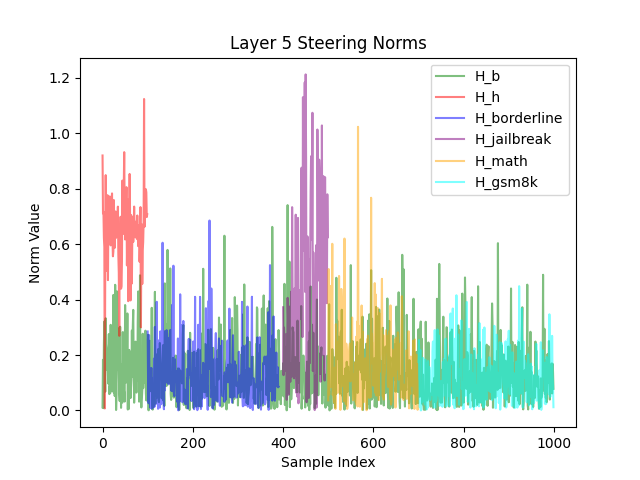 Layer 5 Steering Norms
Norm Value
1.2
1.0
0.8
0.6
0.4
0.2
0.0
H_b
H_h
H_borderline
H_jailbreak
H_math
H_gsm8k
0 200 400 600 800 1000
Sample Index